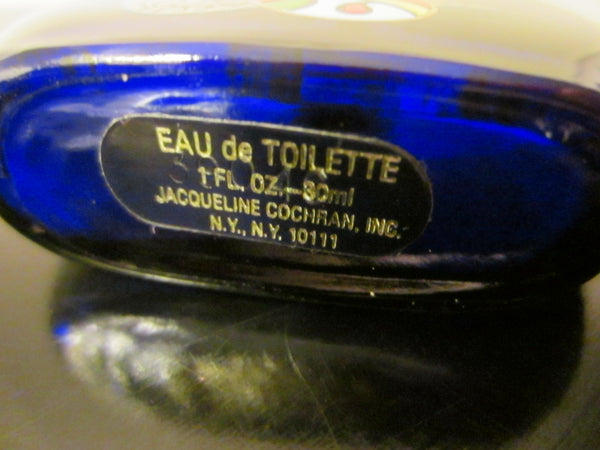 EAU de TOILETTE
1 FL. OZ.-30ml
JACQUELINE COCHRAN, INC.
N.Y., N.Y. 10111